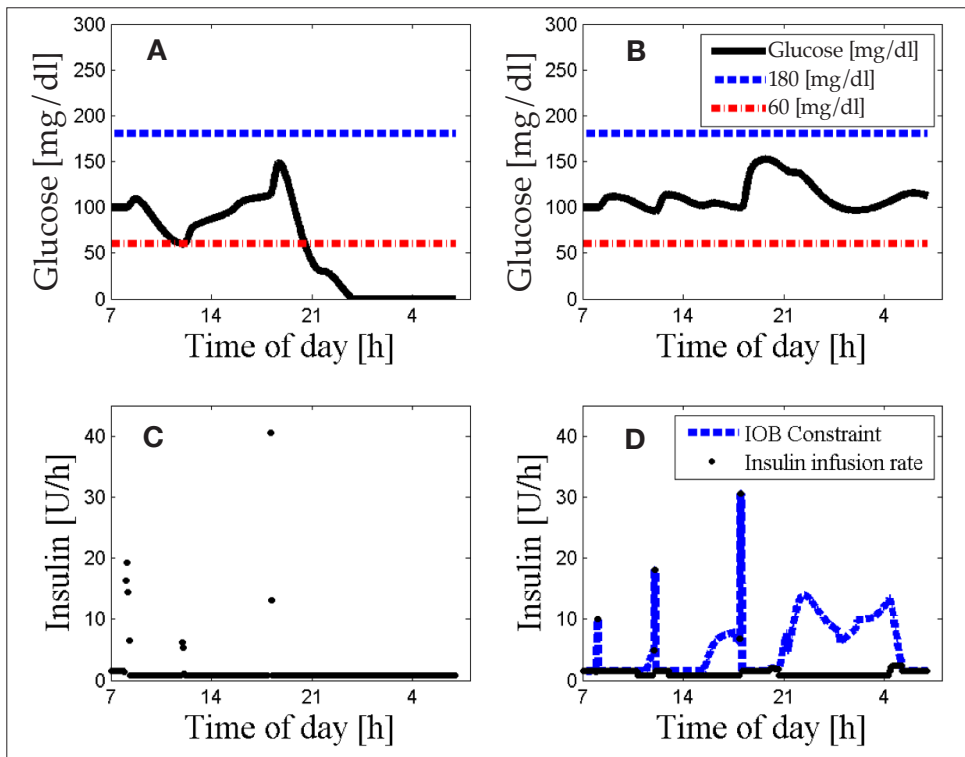 A
Glucose [mg/dl]
300
250
200
150
100
50
0
7
14
21
4
Time of day [h]
B
Glucose [mg/dl]
180 [mg/dl]
60 [mg/dl]
Glucose [mg/dl]
300
250
200
150
100
50
0
7
14
21
4
Time of day [h]
C
Insulin [U/h]
40
30
20
10
0
7
14
21
4
Time of day [h]
D
IOB Constraint
Insulin infusion rate
Insulin [U/h]
40
30
20
10
0
7
14
21
4
Time of day [h]